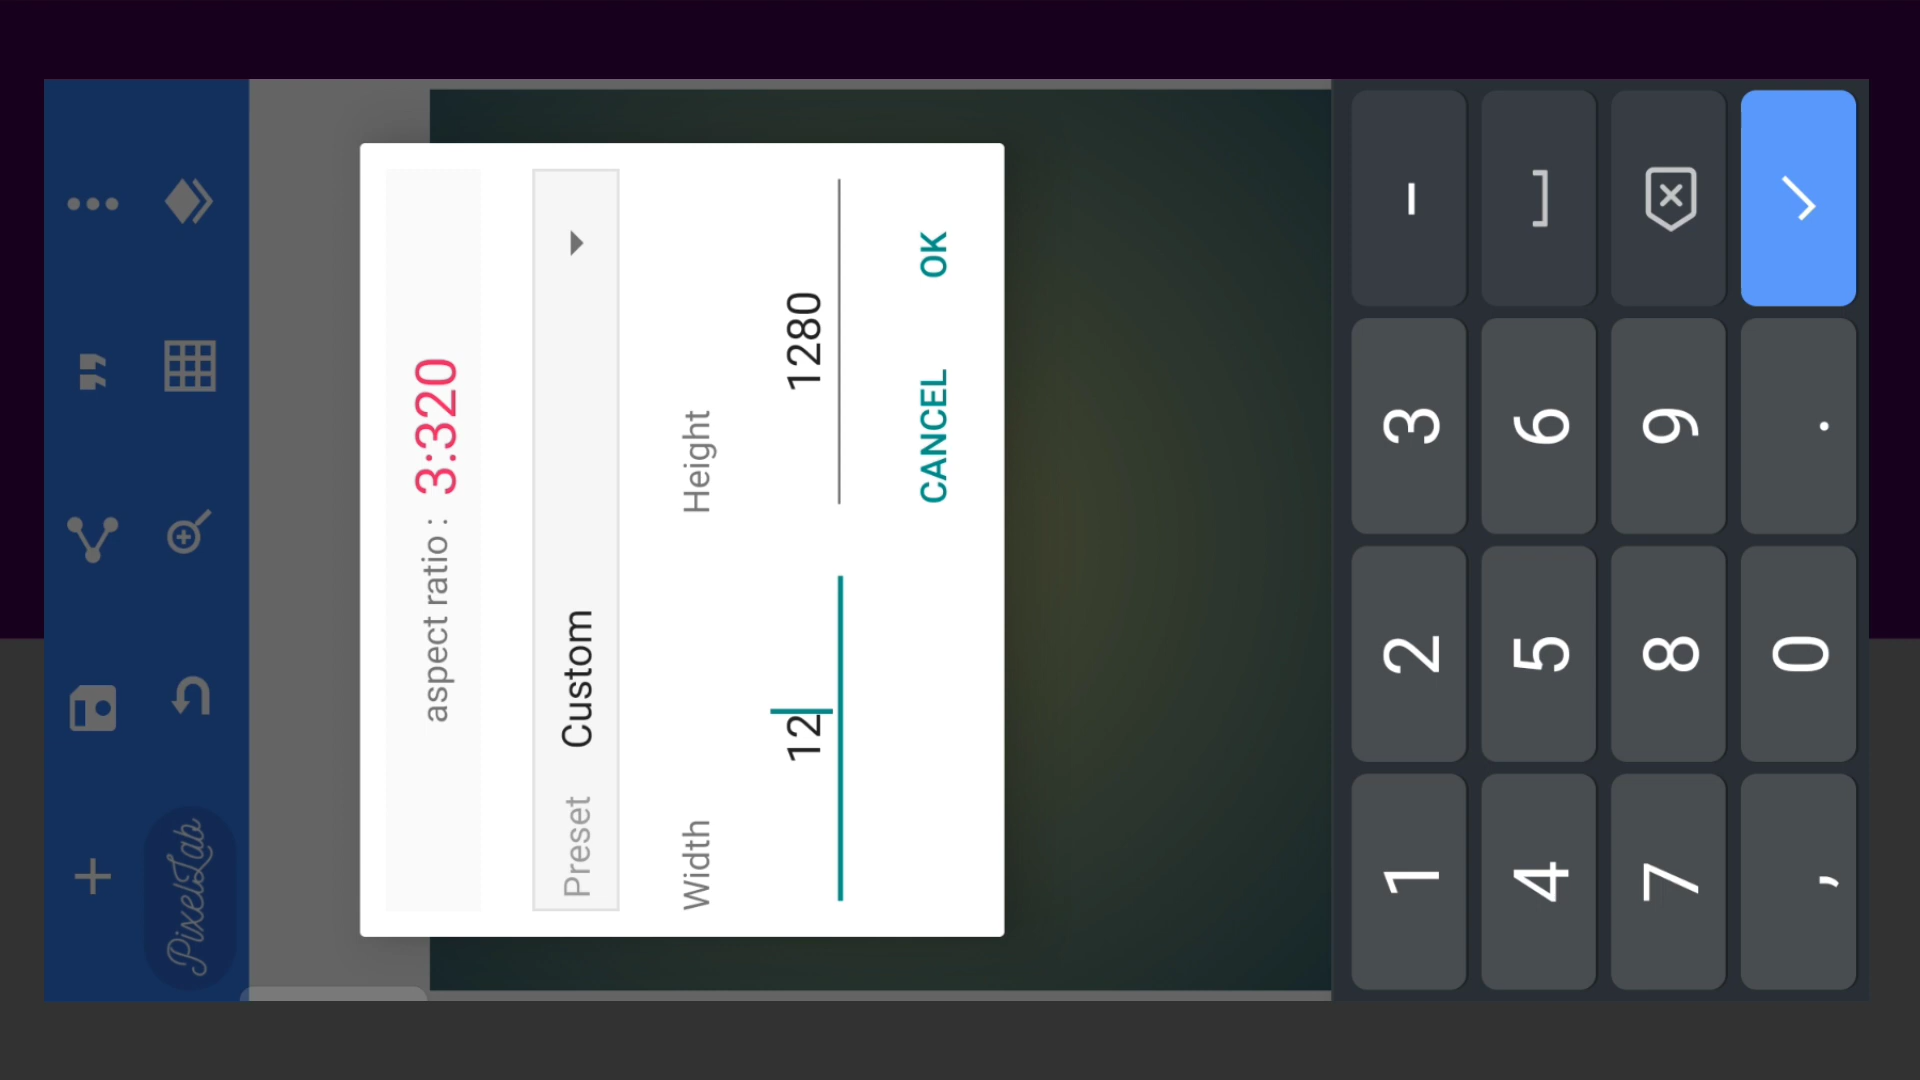 PixelLab
aspect ratio : 3:320
Preset Custom
Width Height
12 1280
CANCEL OK
1 2 3 -
4 5 6 ]
7 8 9
, 0 .